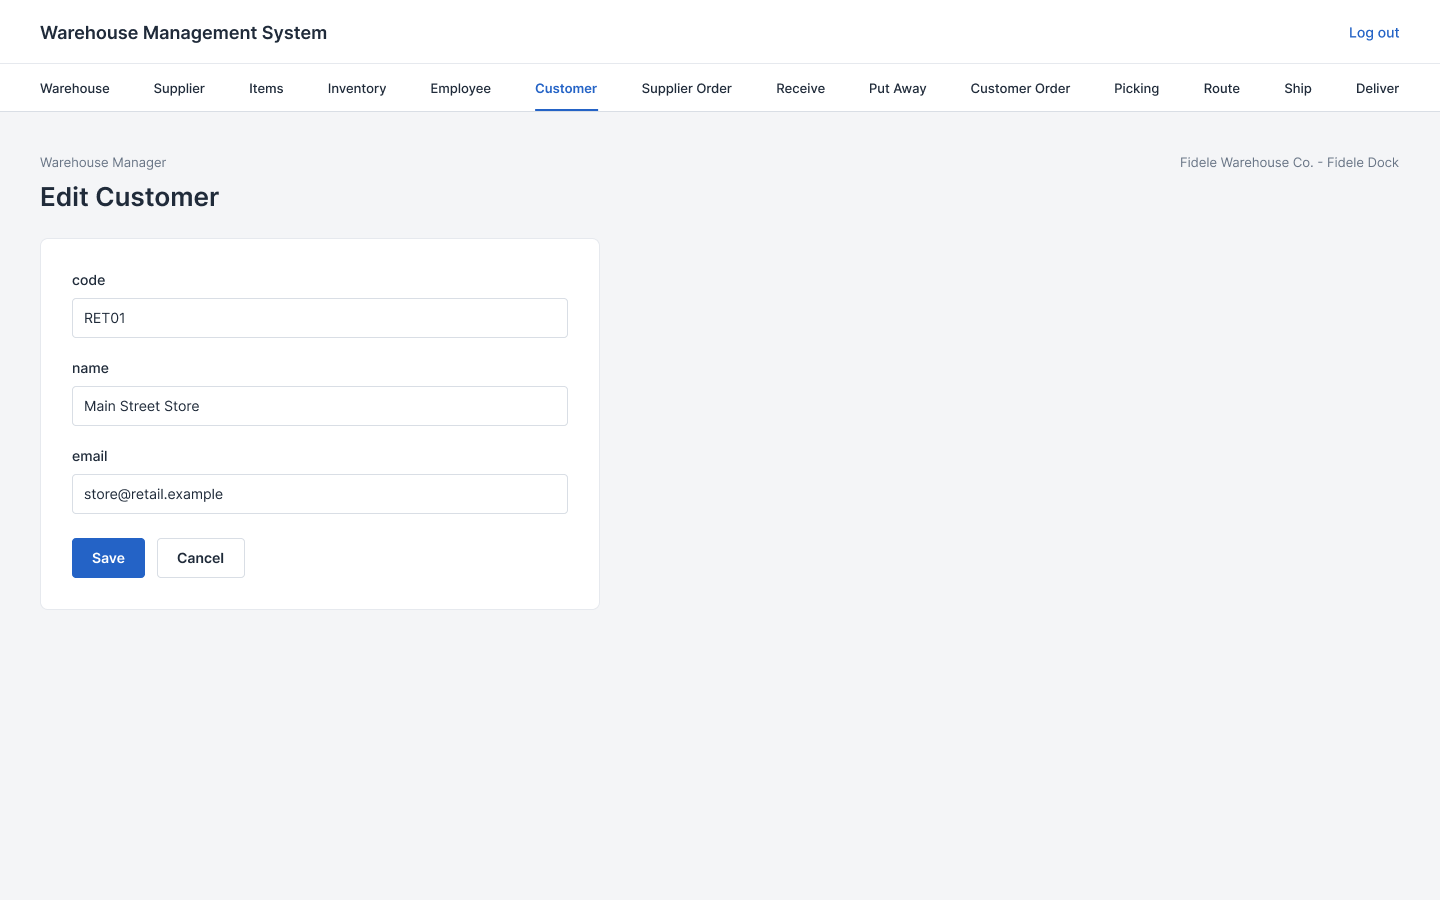 Warehouse Management System
Log out
Warehouse Supplier Items Inventory Employee Customer Supplier Order Receive Put Away Customer Order Picking Route Ship Deliver
Warehouse Manager
Fidele Warehouse Co. - Fidele Dock
Edit Customer
code
RET01
name
Main Street Store
email
store@retail.example
Save Cancel